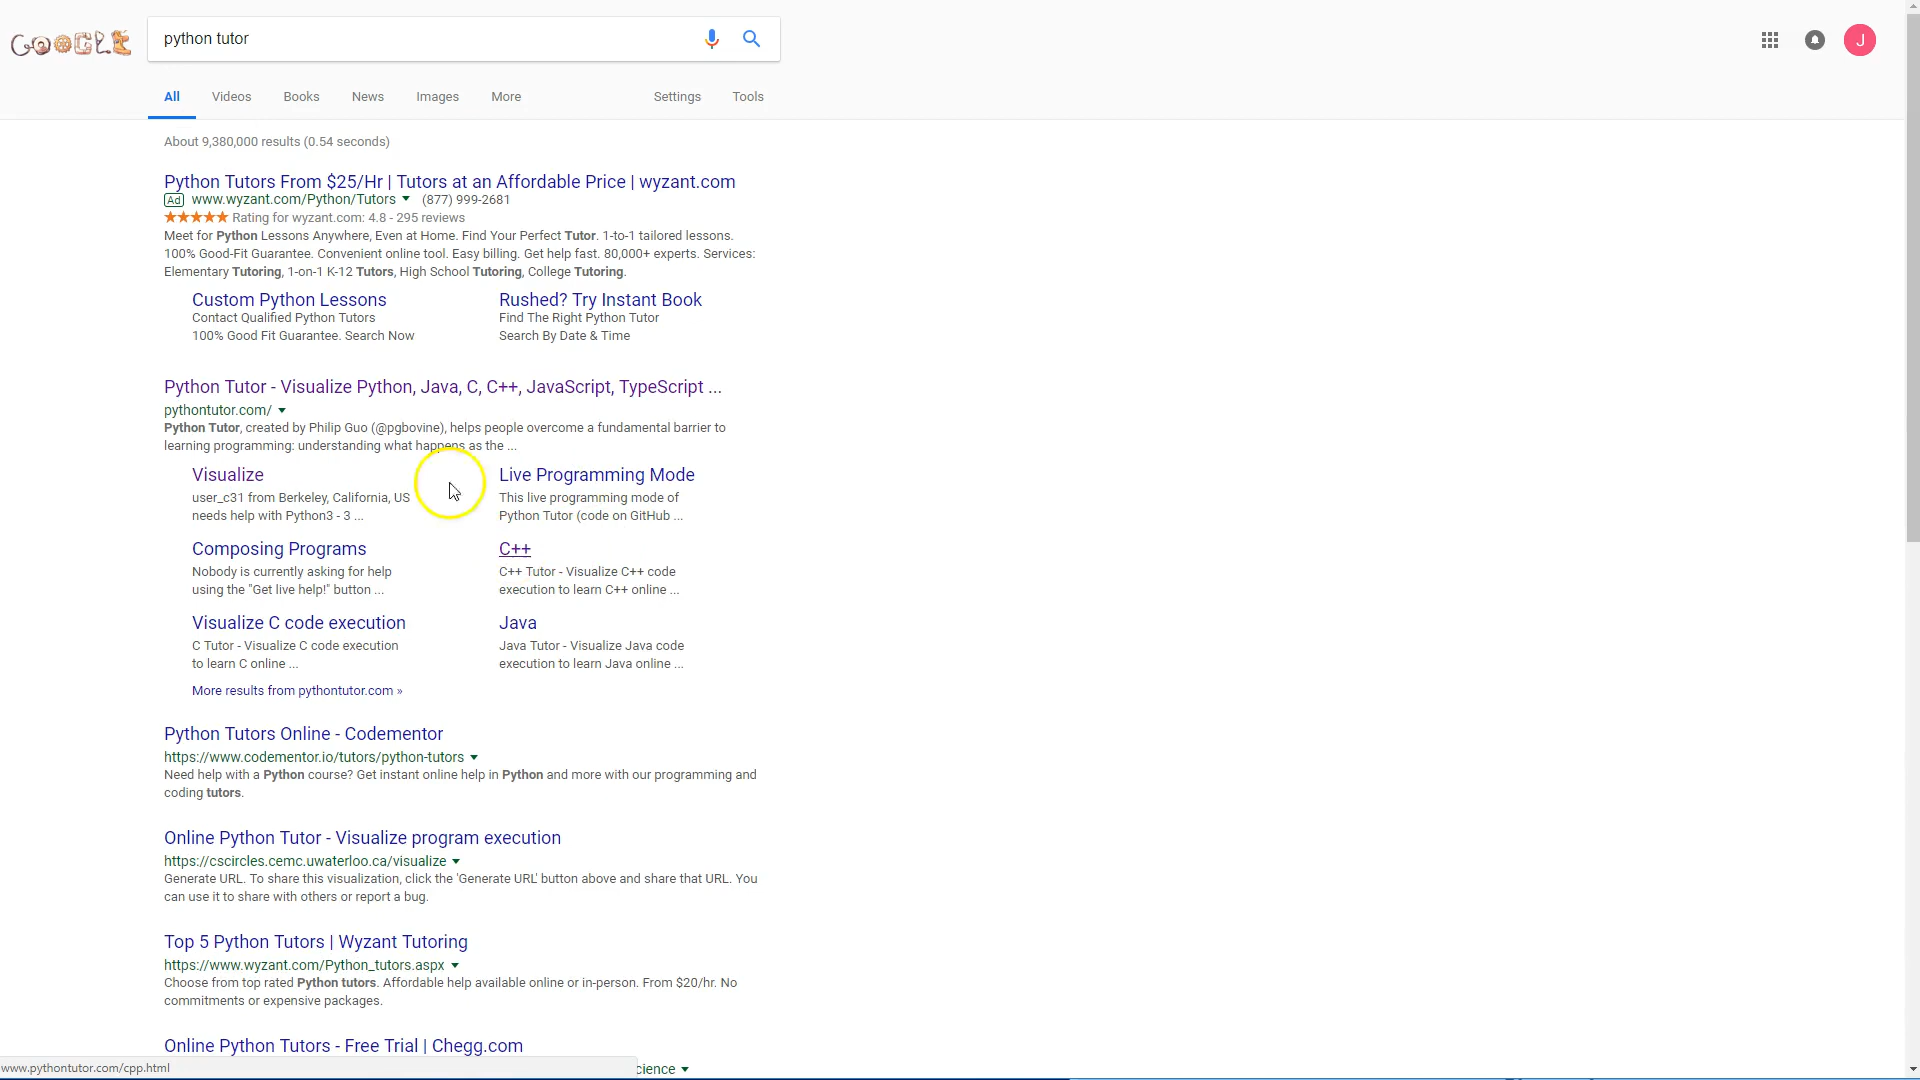 GOOGLE
python tutor
J
All Videos Books News Images More Settings Tools
About 9,380,000 results (0.54 seconds)
Python Tutors From $25/Hr | Tutors at an Affordable Price | wyzant.com
Ad www.wyzant.com/Python/Tutors (877) 999-2681
Rating for wyzant.com: 4.8 - 295 reviews
Meet for Python Lessons Anywhere, Even at Home. Find Your Perfect Tutor. 1-to-1 tailored lessons.
100% Good-Fit Guarantee. Convenient online tool. Easy billing. Get help fast. 80,000+ experts. Services:
Elementary Tutoring, 1-on-1 K-12 Tutors, High School Tutoring, College Tutoring.
Custom Python Lessons
Contact Qualified Python Tutors
100% Good Fit Guarantee. Search Now
Rushed? Try Instant Book
Find The Right Python Tutor
Search By Date & Time
Python Tutor - Visualize Python, Java, C, C++, JavaScript, TypeScript ...
pythontutor.com/
Python Tutor, created by Philip Guo (@pgbovine), helps people overcome a fundamental barrier to
learning programming: understanding what happens as the ...
Visualize
user_c31 from Berkeley, California, US
needs help with Python3 - 3 ...
Live Programming Mode
This live programming mode of
Python Tutor (code on GitHub ...
Composing Programs
Nobody is currently asking for help
using the "Get live help!" button ...
C++
C++ Tutor - Visualize C++ code
execution to learn C++ online ...
Visualize C code execution
C Tutor - Visualize C code execution
to learn C online ...
Java
Java Tutor - Visualize Java code
execution to learn Java online ...
More results from pythontutor.com »
Python Tutors Online - Codementor
https://www.codementor.io/tutors/python-tutors
Need help with a Python course? Get instant online help in Python and more with our programming and
coding tutors.
Online Python Tutor - Visualize program execution
https://cscircles.cemc.uwaterloo.ca/visualize
Generate URL. To share this visualization, click the 'Generate URL' button above and share that URL. You
can use it to share with others or report a bug.
Top 5 Python Tutors | Wyzant Tutoring
https://www.wyzant.com/Python_tutors.aspx
Choose from top rated Python tutors. Affordable help available online or in-person. From $20/hr. No
commitments or expensive packages.
Online Python Tutors - Free Trial | Chegg.com
cience
www.pythontutor.com/cpp.html